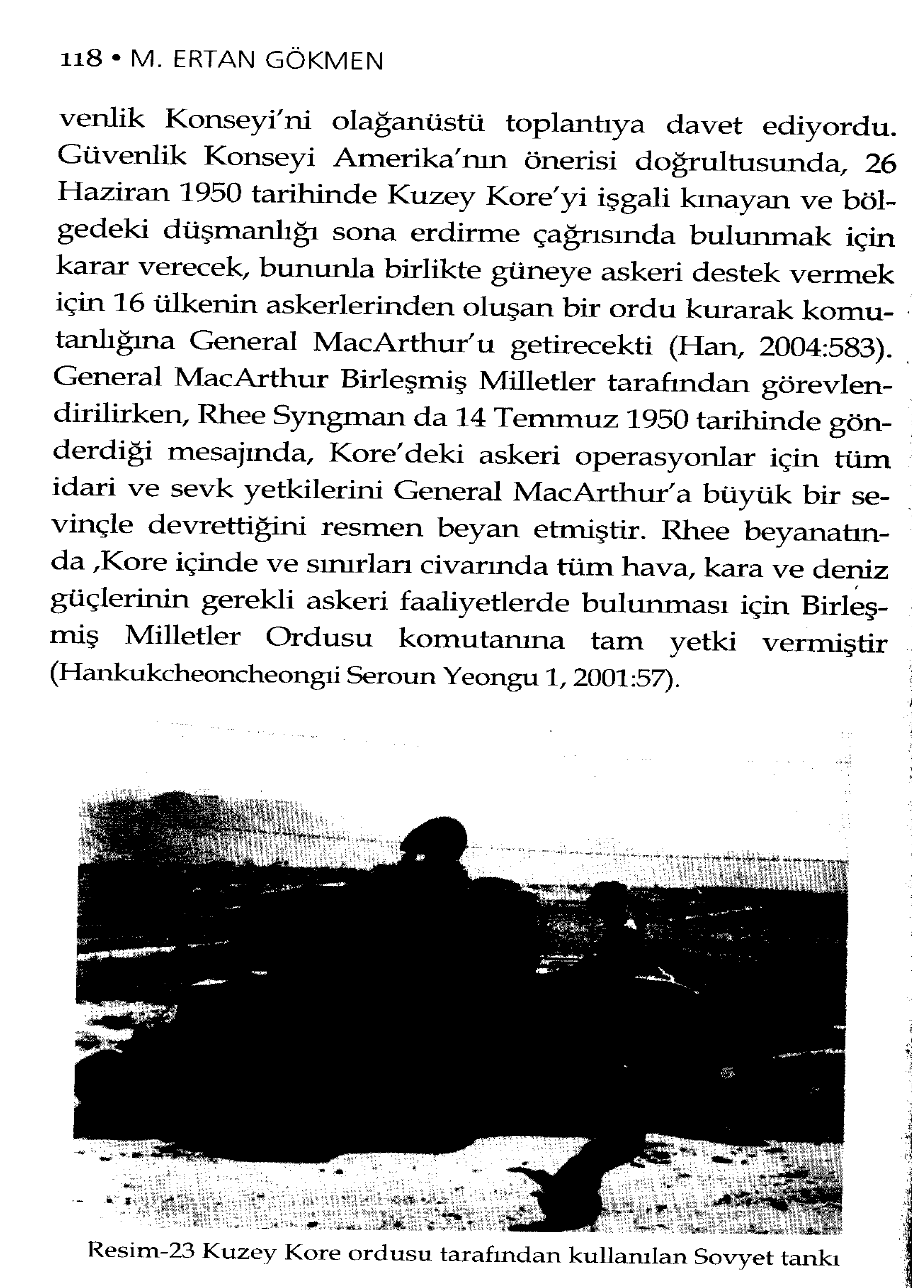 118 • M. ERTAN GÖKMEN
venlik Konseyi'ni olağanüstü toplantıya davet ediyordu.
Güvenlik Konseyi Amerika'nın önerisi doğrultusunda, 26
Haziran 1950 tarihinde Kuzey Kore'yi işgali kınayan ve böl-
gedeki düşmanlığı sona erdirme çağrısında bulunmak için
karar verecek, bununla birlikte güneye askeri destek vermek
için 16 ülkenin askerlerinden oluşan bir ordu kurarak komu-
tanlığına General MacArthur'u getirecekti (Han, 2004:583).
General MacArthur Birleşmiş Milletler tarafından görevlen-
dirilirken, Rhee Syngman da 14 Temmuz 1950 tarihinde gön-
derdiği mesajında, Kore'deki askeri operasyonlar için tüm
idari ve sevk yetkilerini General MacArthur'a büyük bir se-
vinçle devrettiğini resmen beyan etmiştir. Rhee beyanatın-
da ,Kore içinde ve sınırları civarında tüm hava, kara ve deniz
güçlerinin gerekli askeri faaliyetlerde bulunması için Birleş-
miş Milletler Ordusu komutanına tam yetki vermiştir
(Hankukcheoncheongii Seroun Yeongu 1, 2001:57).
Resim-23 Kuzey Kore ordusu tarafından kullanılan Sovyet tankı